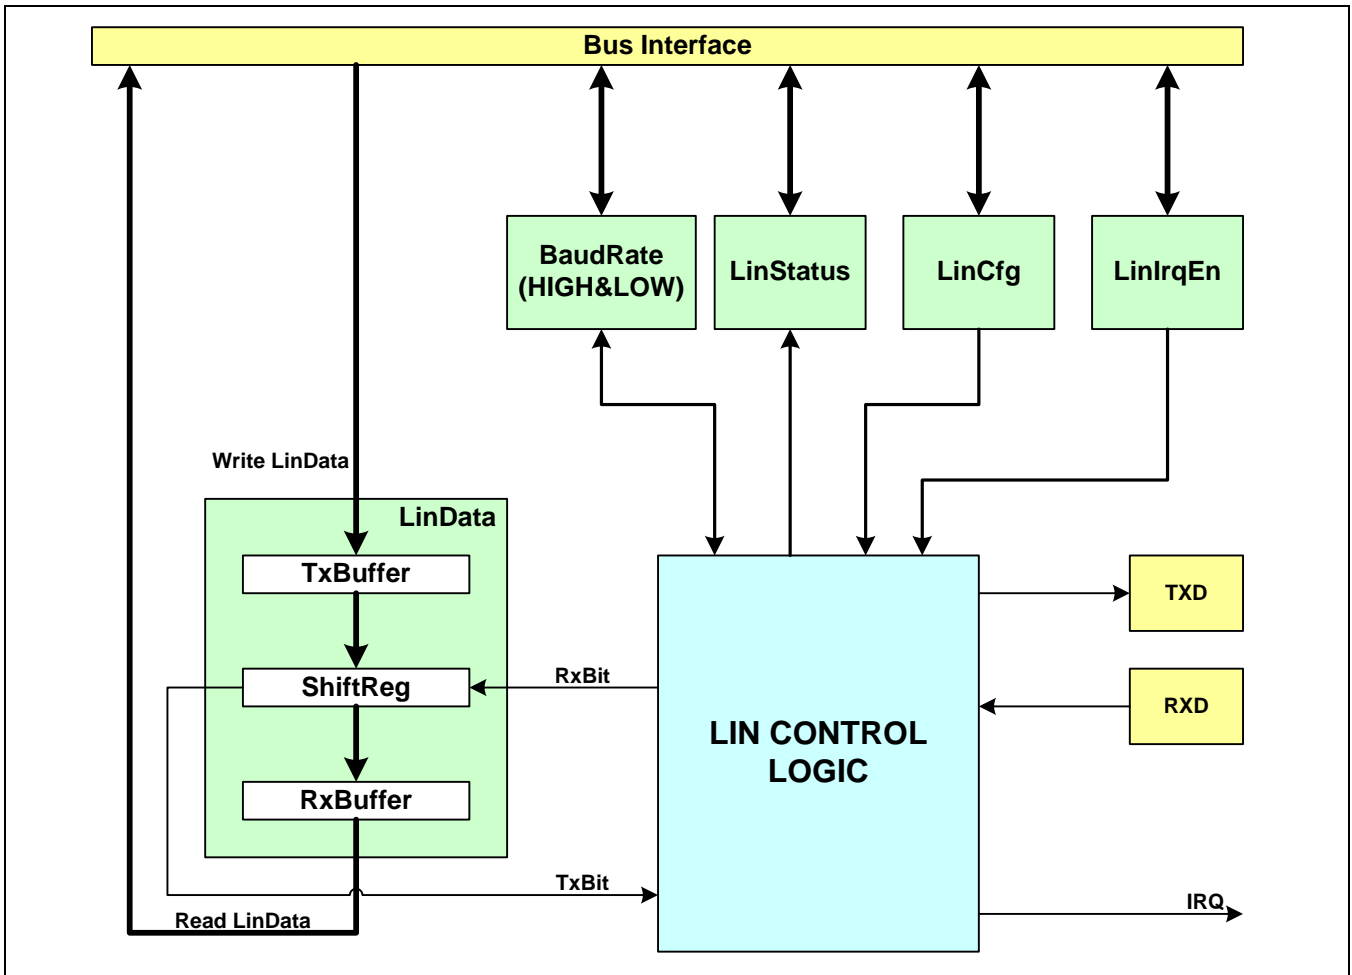 Bus Interface
BaudRate
(HIGH&LOW)
LinStatus
LinCfg
LinIrqEn
Write LinData
LinData
TxBuffer
TXD
ShiftReg
RxBit
RXD
LIN CONTROL
LOGIC
RxBuffer
TxBit
IRQ
Read LinData